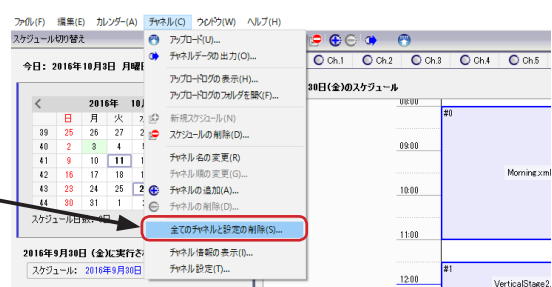 ファイル(F) 編集(E) カレンダー(A) チャネル(C) ウインドウ(W) ヘルプ(H)
スケジュール切り替え
アップロード(U)...
チャネルデータの出力(O)...
アップロードログの表示(H)...
アップロードログのフォルダを開く(F)...
新規スケジュール(N)
スケジュールの削除(D)...
チャネル名の変更(R)
チャネル順の変更(G)...
チャネルの追加(A)...
チャネルの削除(D)...
全てのチャネルと設定の削除(S)...
チャネル情報の表示(I)...
チャネル設定(T)...
今日: 2016年10月3日 月曜
< 2016年 10
日 月 火
39 25 26 27 2
40 2 3 4
41 9 10 11 1
42 16 17 18 1
43 23 24 25 2
44 30 31 1
スケジュール日数:
2016年9月30日 (金)に実行さ
スケジュール: 2016年9月30日
Ch.1 Ch.2 Ch.3 Ch.4 Ch.5
30日(金)のスケジュール
08:00
#0
09:00
Morning.xml
10:00
11:00
#1
12:00
VerticalStage2.